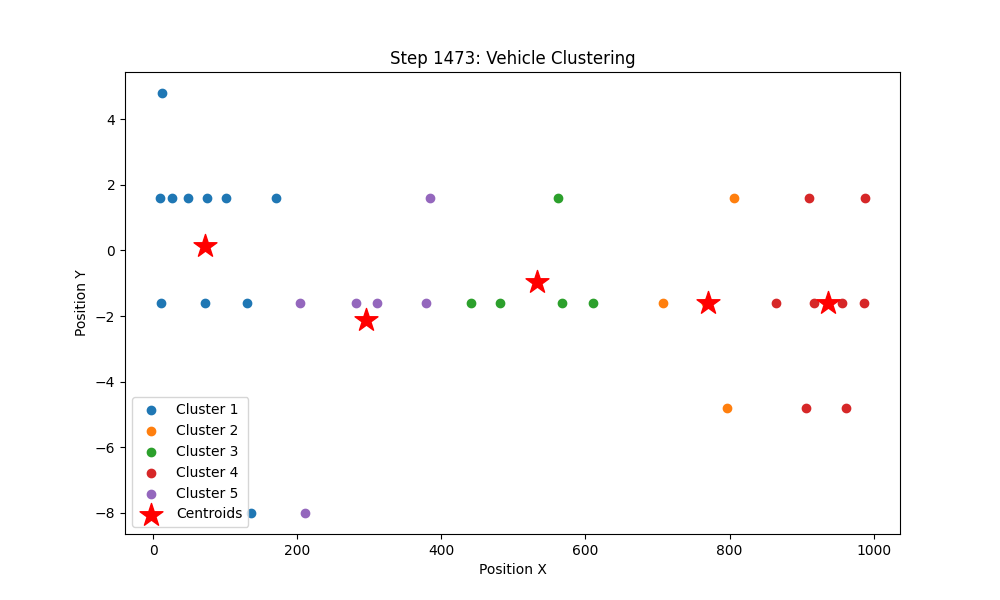 Step 1473: Vehicle Clustering
Position Y
4
2
0
−2
−4
−6
−8
Cluster 1
Cluster 2
Cluster 3
Cluster 4
Cluster 5
Centroids
0 200 400 600 800 1000
Position X